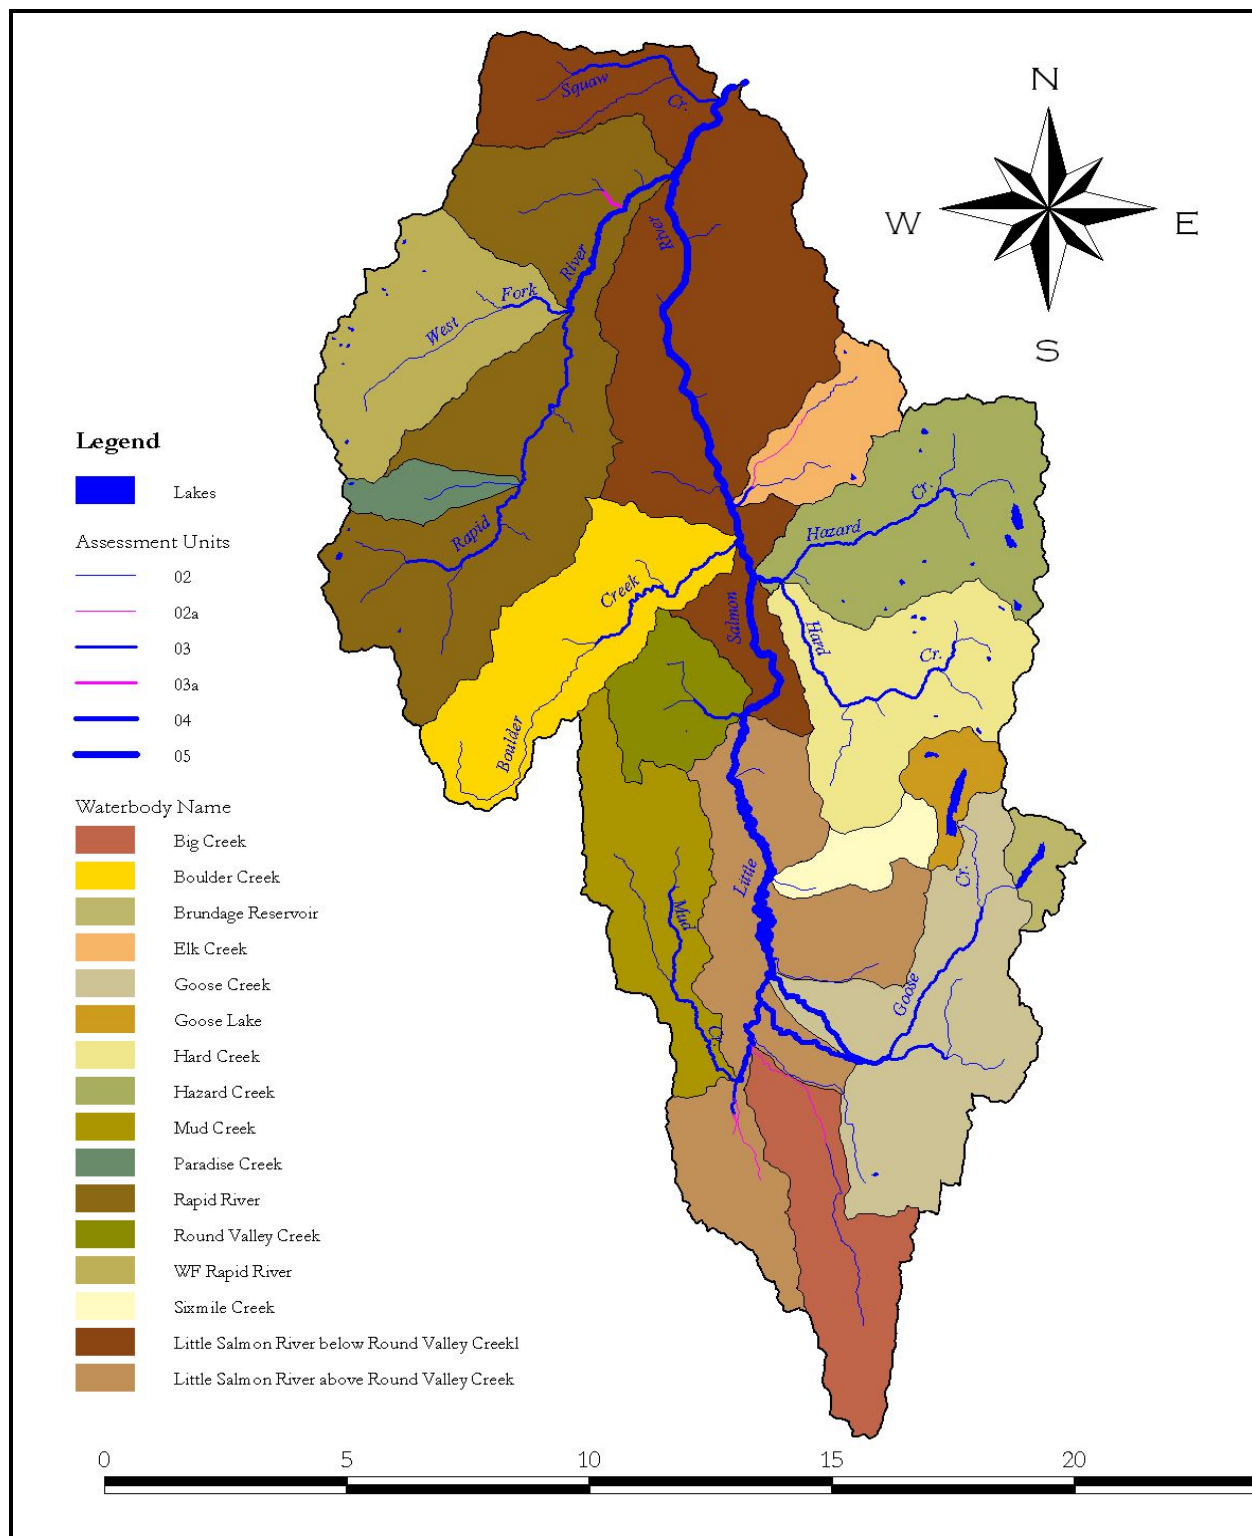 N
W
E
S
Squaw
Cr.
River
River
Fork
West
Rapid
Hazard
Cr.
Creek
Salmon
Hard
Cr.
Boulder
Little
Cr.
Mud
Goose
Cr.
Legend
Lakes
Assessment Units
02
02a
03
03a
04
05
Waterbody Name
Big Creek
Boulder Creek
Brundage Reservoir
Elk Creek
Goose Creek
Goose Lake
Hard Creek
Hazard Creek
Mud Creek
Paradise Creek
Rapid River
Round Valley Creek
WF Rapid River
Sixmile Creek
Little Salmon River below Round Valley Creek1
Little Salmon River above Round Valley Creek
0 5 10 15 20